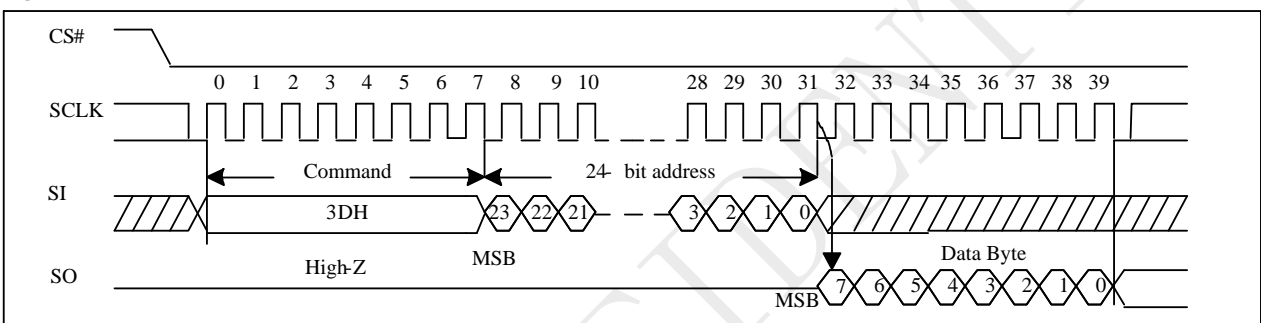 CS#
0 1 2 3 4 5 6 7 8 9 10 28 29 30 31 32 33 34 35 36 37 38 39
SCLK
Command 24- bit address
SI
3DH 23 22 21 3 2 1 0
High-Z MSB Data Byte
SO
MSB 7 6 5 4 3 2 1 0